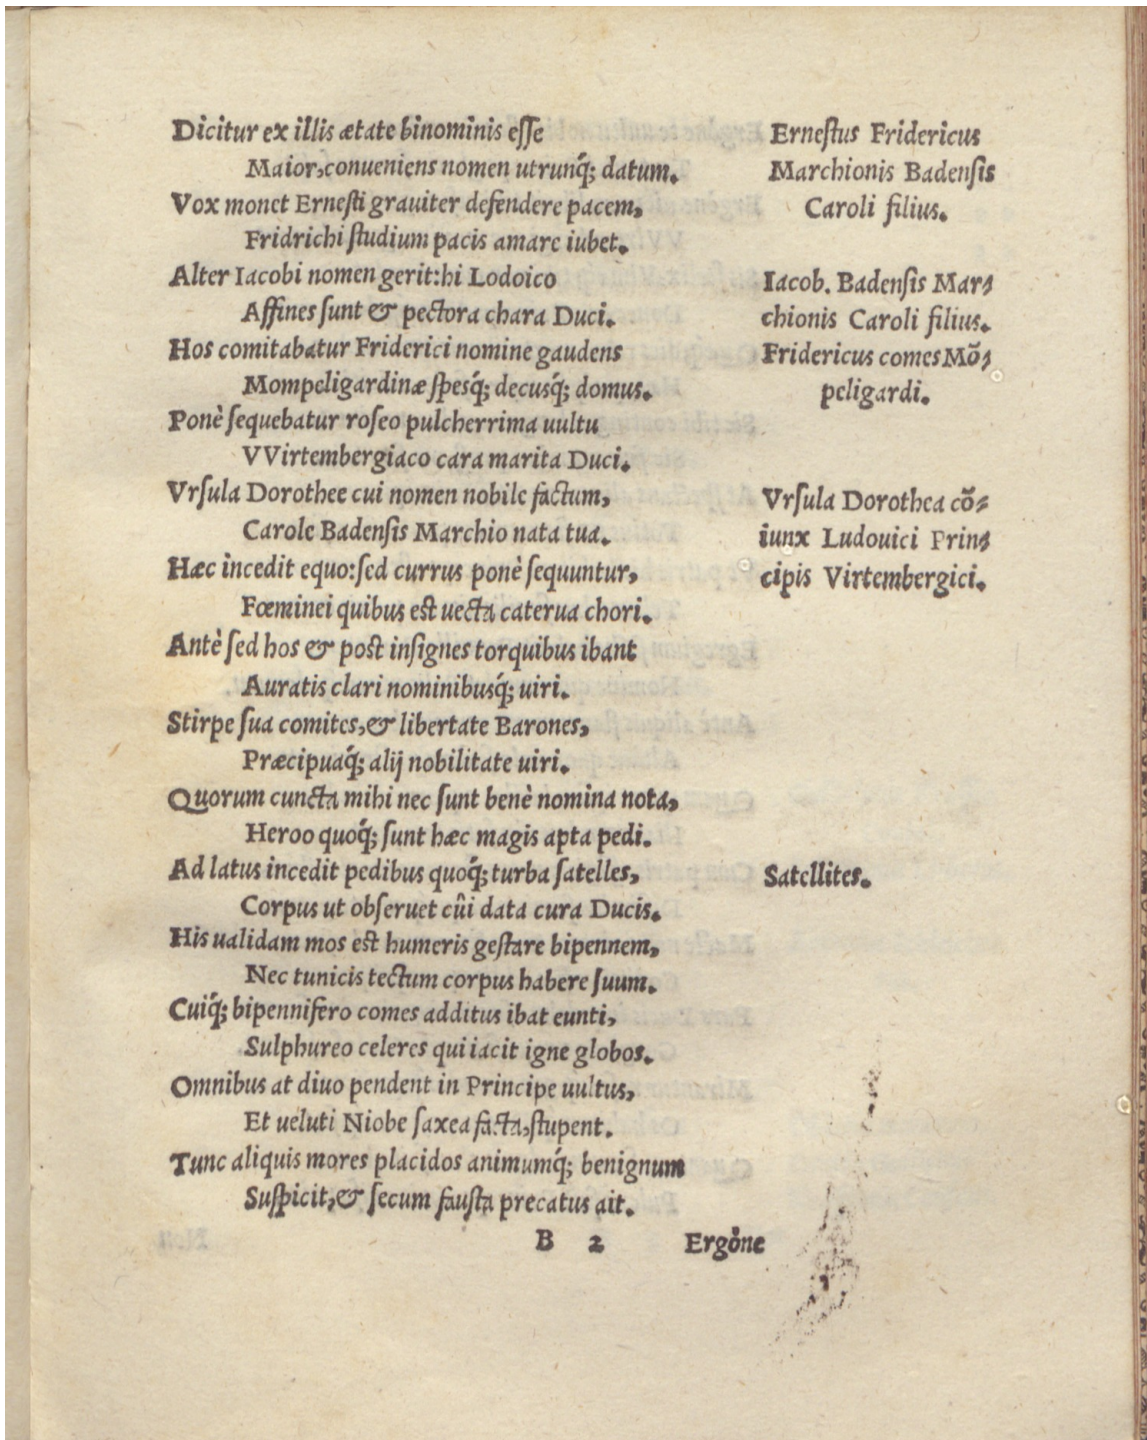 Dicitur ex illis ætate binominis eſſe
Maior, conveniens nomen utrunq́; datum.
Vox monet Erneſti grauiter defendere pacem,
Fridrichi ſtudium pacis amare iubet.
Alter Iacobi nomen gerit: hi Lodoico
Affines ſunt & pectora chara Duci.
Hos comitabatur Friderici nomine gaudens
Mompeligardinæ ſpesq́; decusq́; domus.
Ponè ſequebatur roſeo pulcherrima uultu
VVirtembergiaco cara marita Duci.
Vrſula Dorothee cui nomen nobile factum,
Carole Badenſis Marchio nata tua.
Hæc incedit equo: ſed currus ponè ſequuntur,
Fœminei quibus eſt uecta caterua chori.
Antè ſed hos & poſt inſignes torquibus ibant
Auratis clari nominibusq́; uiri.
Stirpe ſua comites, & libertate Barones,
Præcipuaq́; alij nobilitate uiri.
Quorum cuncta mihi nec ſunt benè nomina nota,
Heroo quoq́; ſunt hæc magis apta pedi.
Ad latus incedit pedibus quoq́; turba ſatelles,
Corpus ut obſeruet cûi data cura Ducis.
His ualidam mos eſt humeris geſtare bipennem,
Nec tunicis tectum corpus habere ſuum.
Cuiq́; bipennifero comes additus ibat eunti,
Sulphureo celeres qui iacit igne globos.
Omnibus at diuo pendent in Principe uultus,
Et ueluti Niobe ſaxea facta, ſtupent.
Tunc aliquis mores placidos animumq́; benignum
Suſpicit, & ſecum fauſta precatus ait.
B 2 Ergône
Erneſtus Fridericus
Marchionis Badenſis
Caroli filius.
Iacob. Badenſis Mar-
chionis Caroli filius.
Fridericus comes Mõ-
peligardi.
Vrſula Dorothea cõ-
iunx Ludouici Prin-
cipis Virtembergici.
Satellites.